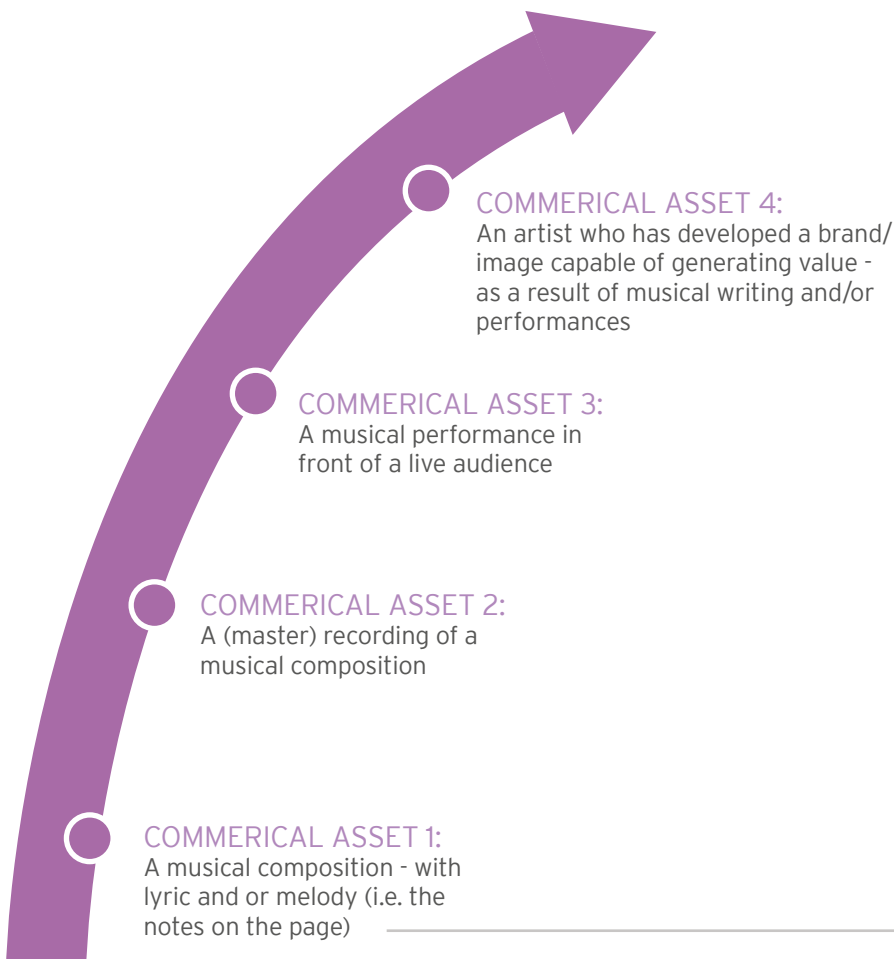 COMMERICAL ASSET 4:
An artist who has developed a brand/
image capable of generating value -
as a result of musical writing and/or
performances
COMMERICAL ASSET 3:
A musical performance in
front of a live audience
COMMERICAL ASSET 2:
A (master) recording of a
musical composition
COMMERICAL ASSET 1:
A musical composition - with
lyric and or melody (i.e. the
notes on the page)